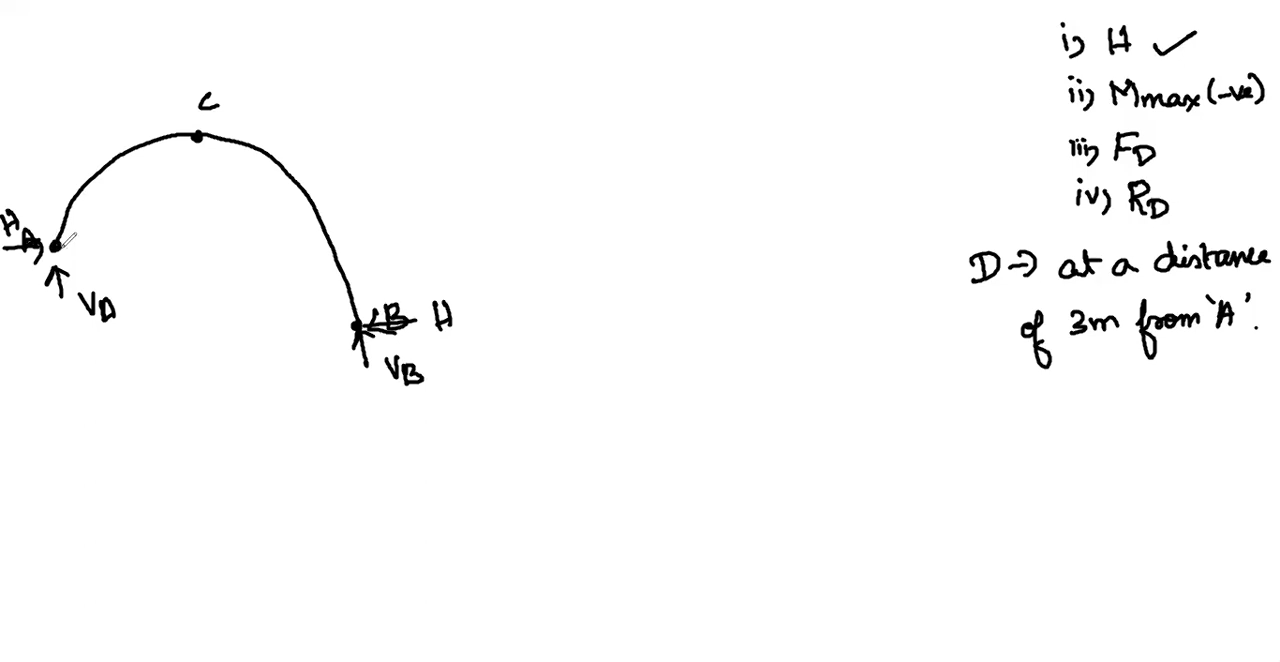 C
H
A
VA
B
H
VB
i) H ✓
ii) Mmax (-ve)
iii) FD
iv) RD
D → at a distance
of 3m from 'A'.